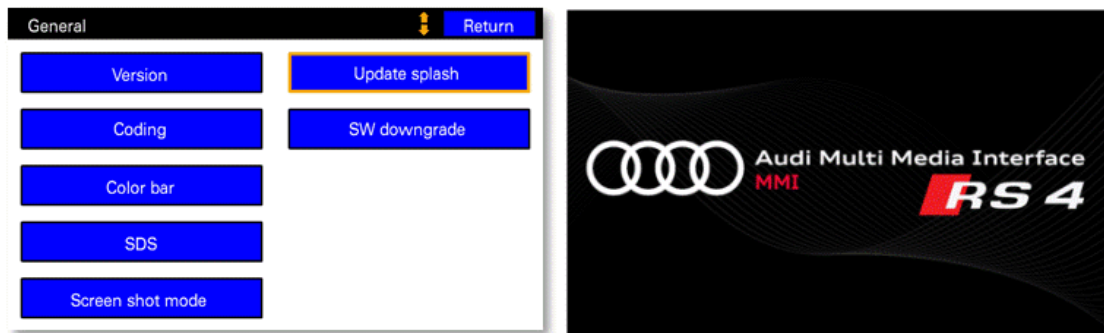 General
Return
Version
Update splash
Coding
SW downgrade
Color bar
SDS
Screen shot mode
Audi Multi Media Interface
MMI
RS 4